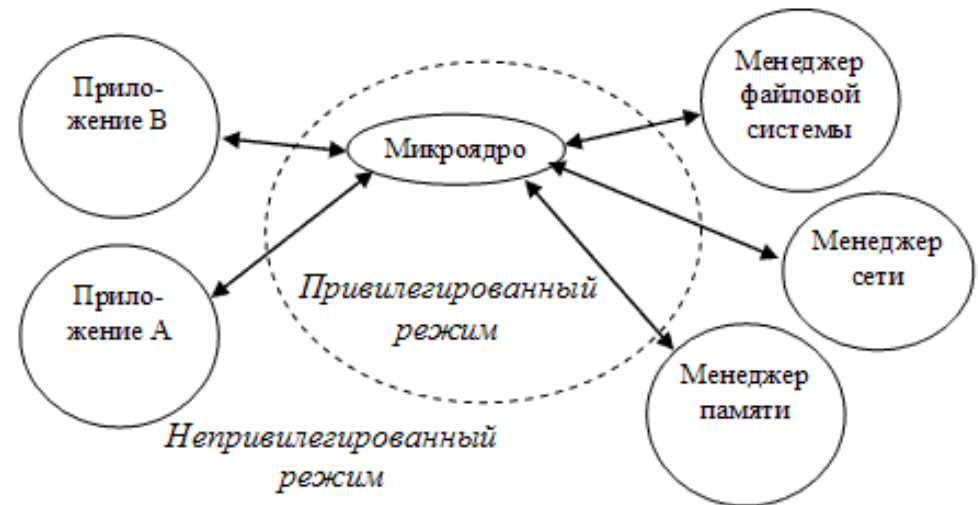 Прило-
жение В
Микроядро
Менеджер
файловой
системы
Менеджер
сети
Прило-
жение А
Привилегированный
режим
Менеджер
памяти
Непривилегированный
режим